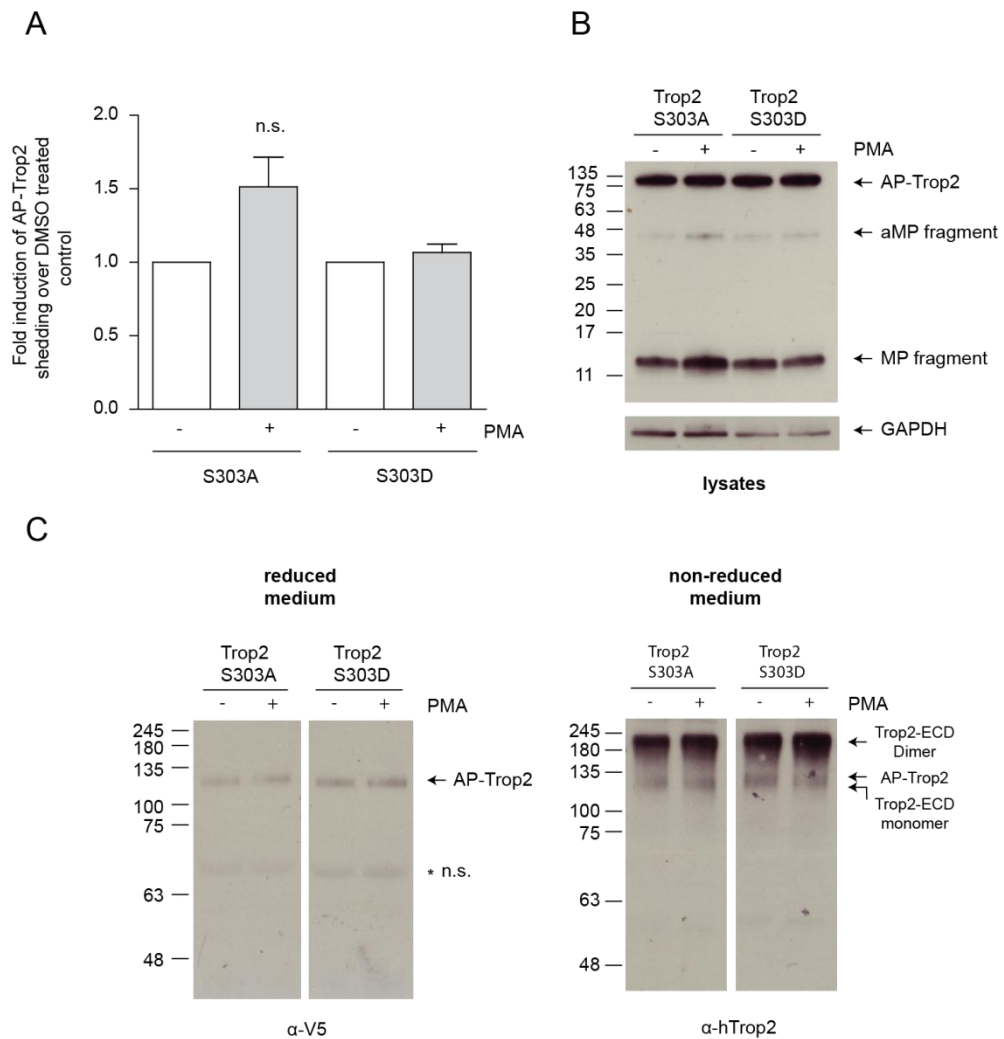 A
Fold induction of AP-Trop2
shedding over DMSO treated
control
2.0
1.5
1.0
0.5
0.0
n.s.
- + - + PMA
S303A S303D
B
Trop2 Trop2
S303A S303D
- + - + PMA
135
75
63
48
35
25
20
17
11
AP-Trop2
aMP fragment
MP fragment
GAPDH
lysates
C
reduced
medium
Trop2 Trop2
S303A S303D
- + - + PMA
245
180
135
100
75
63
48
AP-Trop2
* n.s.
α-V5
non-reduced
medium
Trop2 Trop2
S303A S303D
- + - + PMA
245
180
135
100
75
63
48
Trop2-ECD
Dimer
AP-Trop2
Trop2-ECD
monomer
α-hTrop2